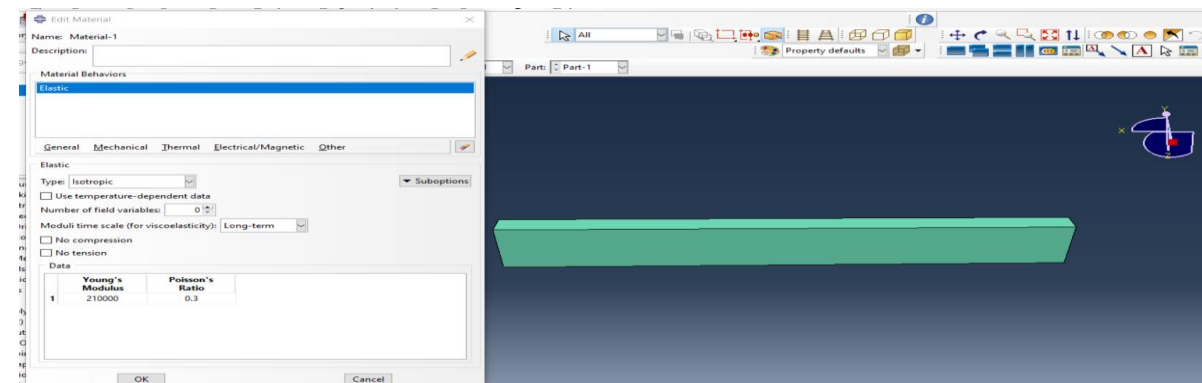 Edit Material
Name: Material-1
Description:
Material Behaviors
Elastic
General Mechanical Thermal Electrical/Magnetic Other
Elastic
Type: Isotropic
Suboptions
Use temperature-dependent data
Number of field variables: 0
Moduli time scale (for viscoelasticity): Long-term
No compression
No tension
Data
Young's Modulus
Poisson's Ratio
1 210000 0.3
OK Cancel
All
Property defaults
Part: Part-1
Y
X
Z